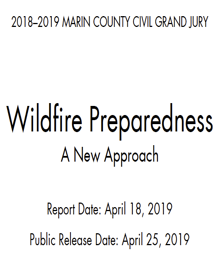 2018–2019 MARIN COUNTY CIVIL GRAND JURY
Wildfire Preparedness
A New Approach
Report Date: April 18, 2019
Public Release Date: April 25, 2019